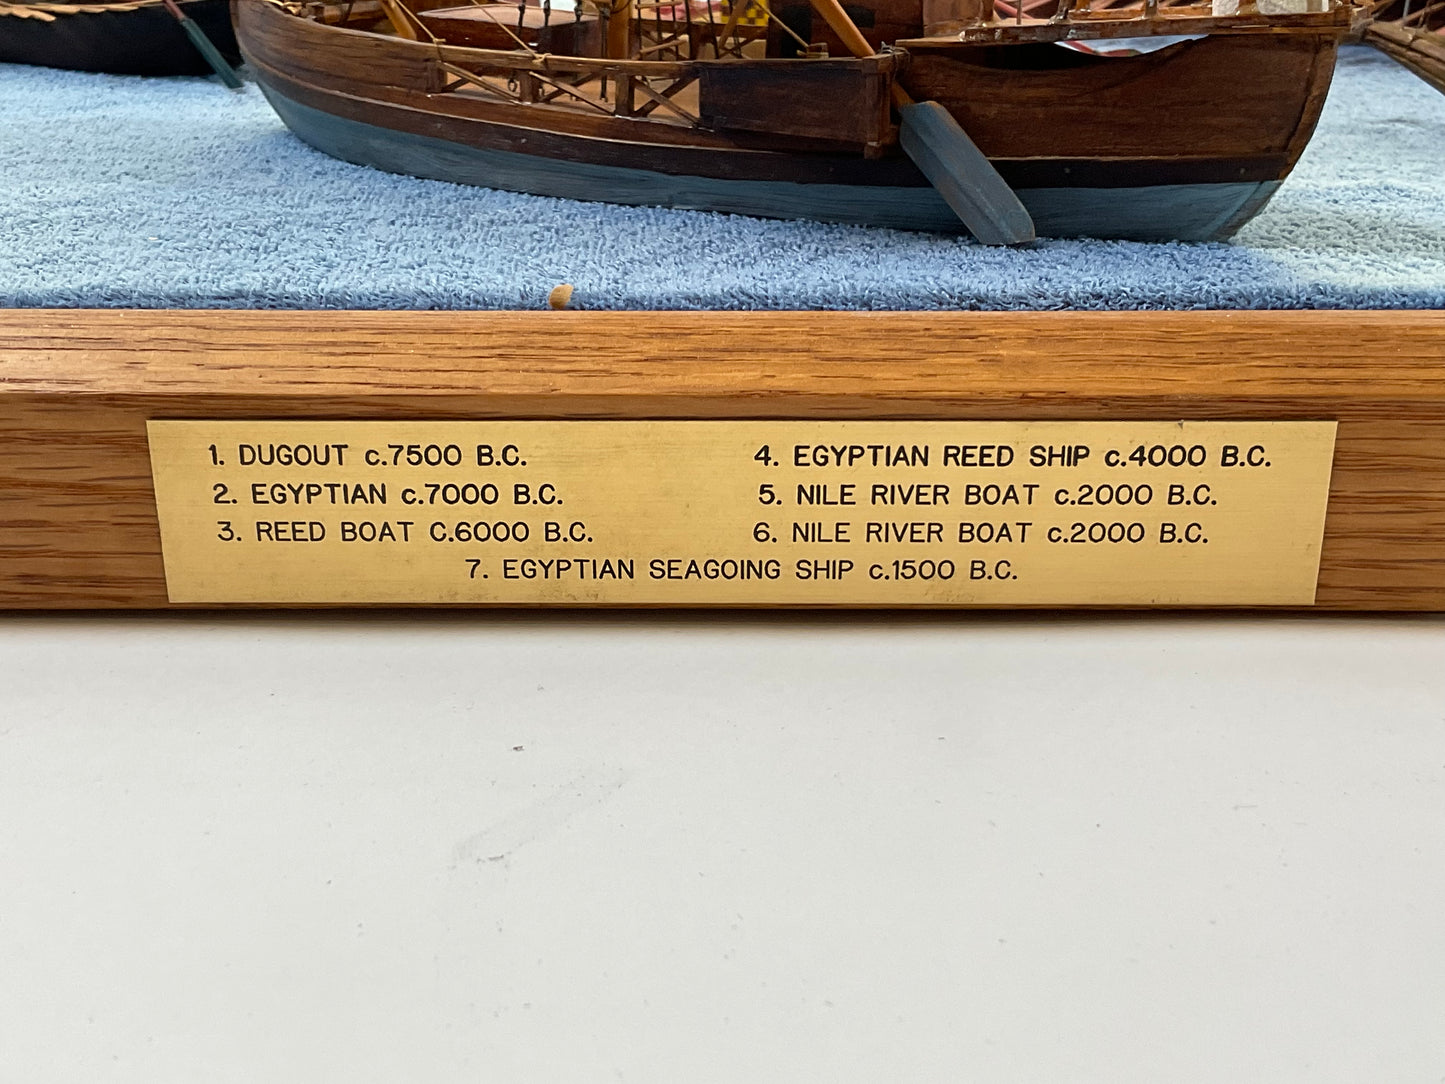 1. DUGOUT c.7500 B.C.
2. EGYPTIAN c.7000 B.C.
3. REED BOAT C.6000 B.C.
4. EGYPTIAN REED SHIP c.4000 B.C.
5. NILE RIVER BOAT c.2000 B.C.
6. NILE RIVER BOAT c.2000 B.C.
7. EGYPTIAN SEAGOING SHIP c.1500 B.C.